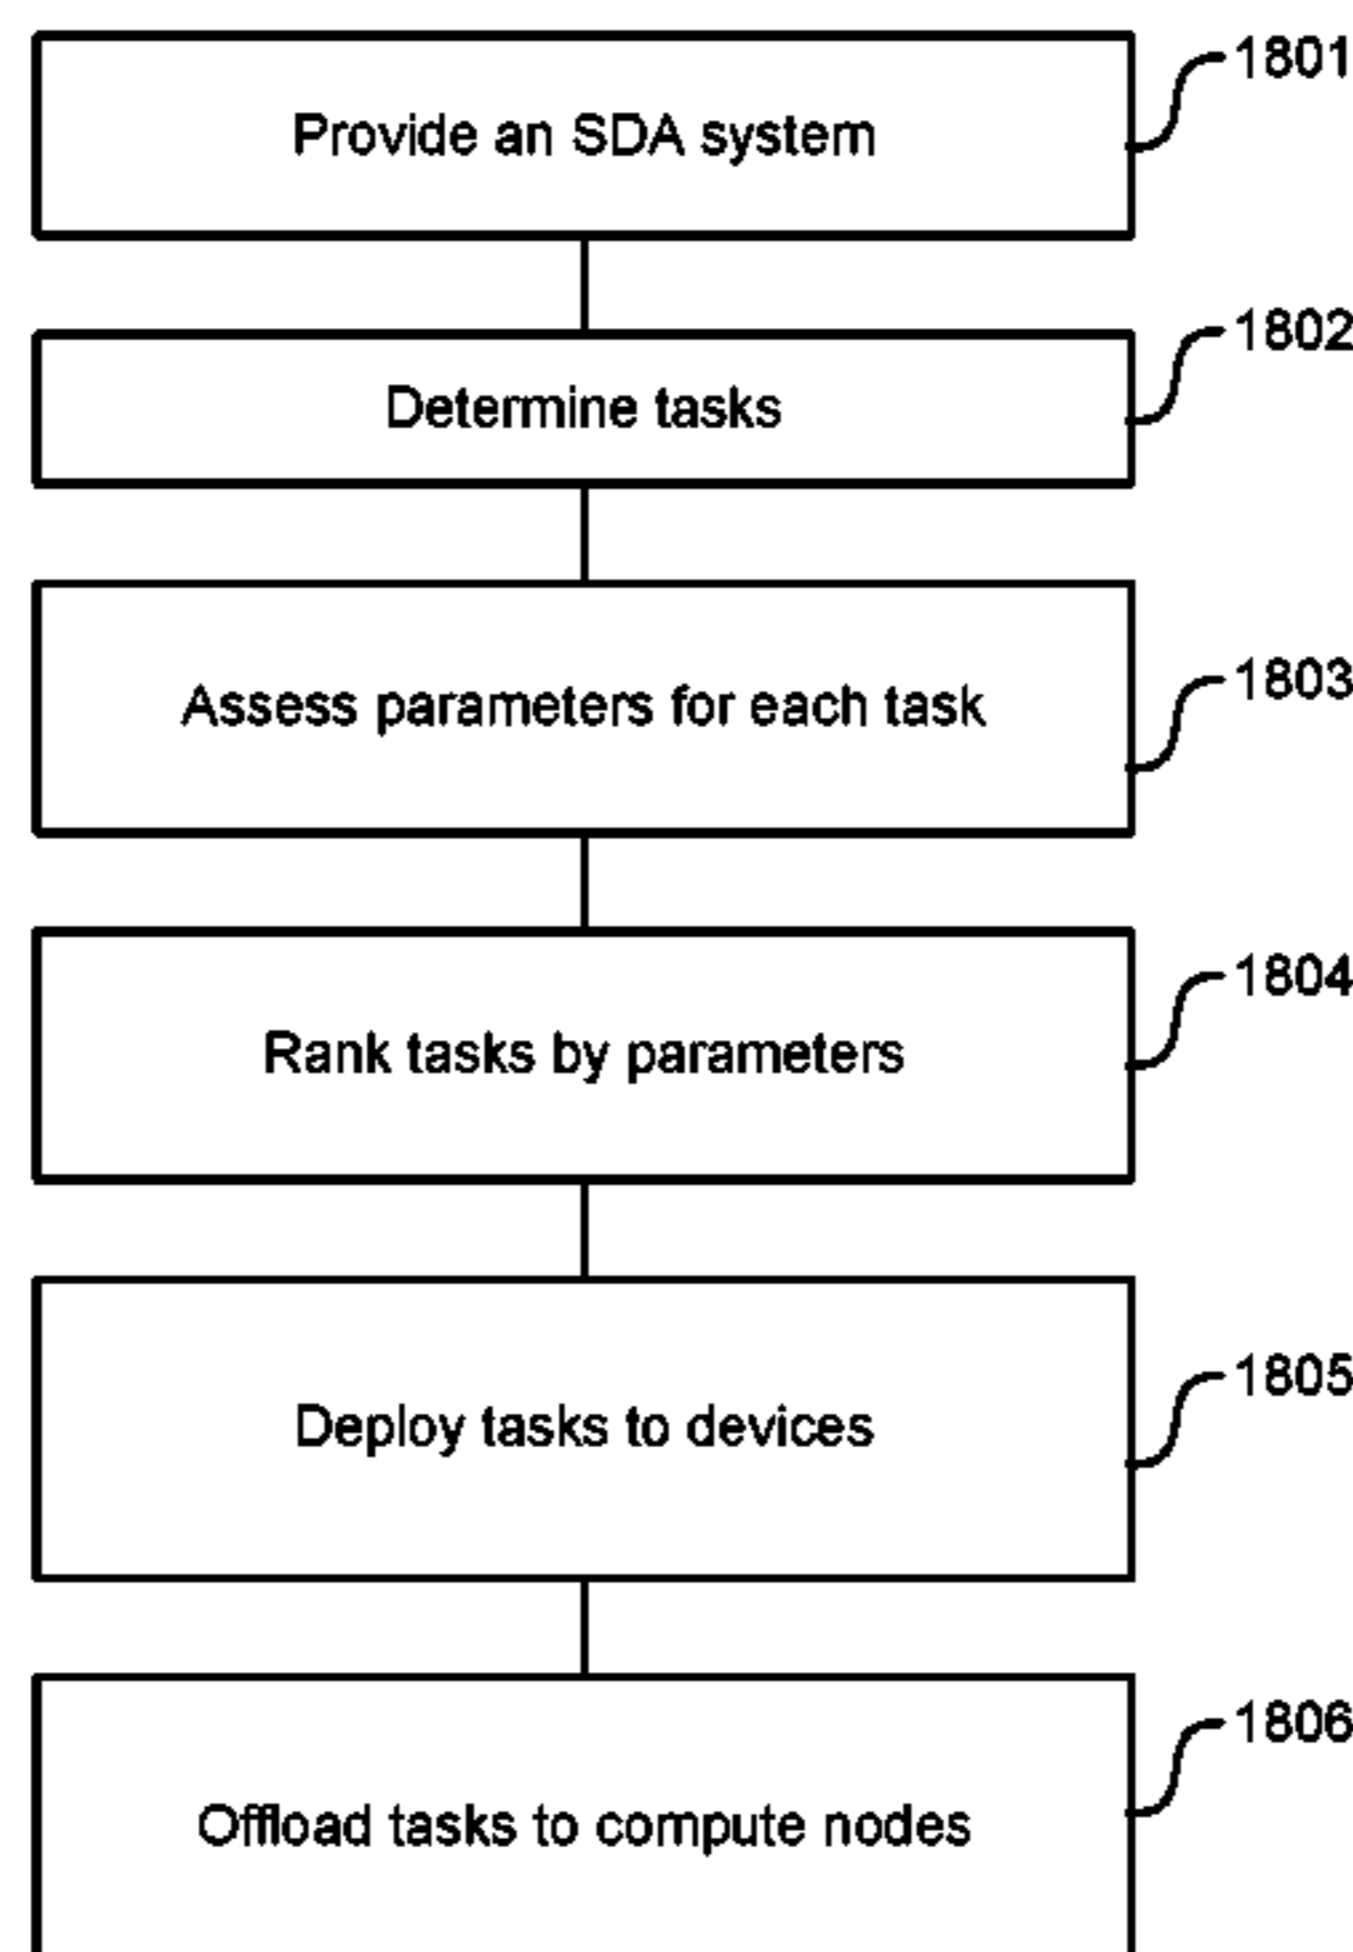 1801
Provide an SDA system
1802
Determine tasks
1803
Assess parameters for each task
1804
Rank tasks by parameters
1805
Deploy tasks to devices
1806
Offload tasks to compute nodes